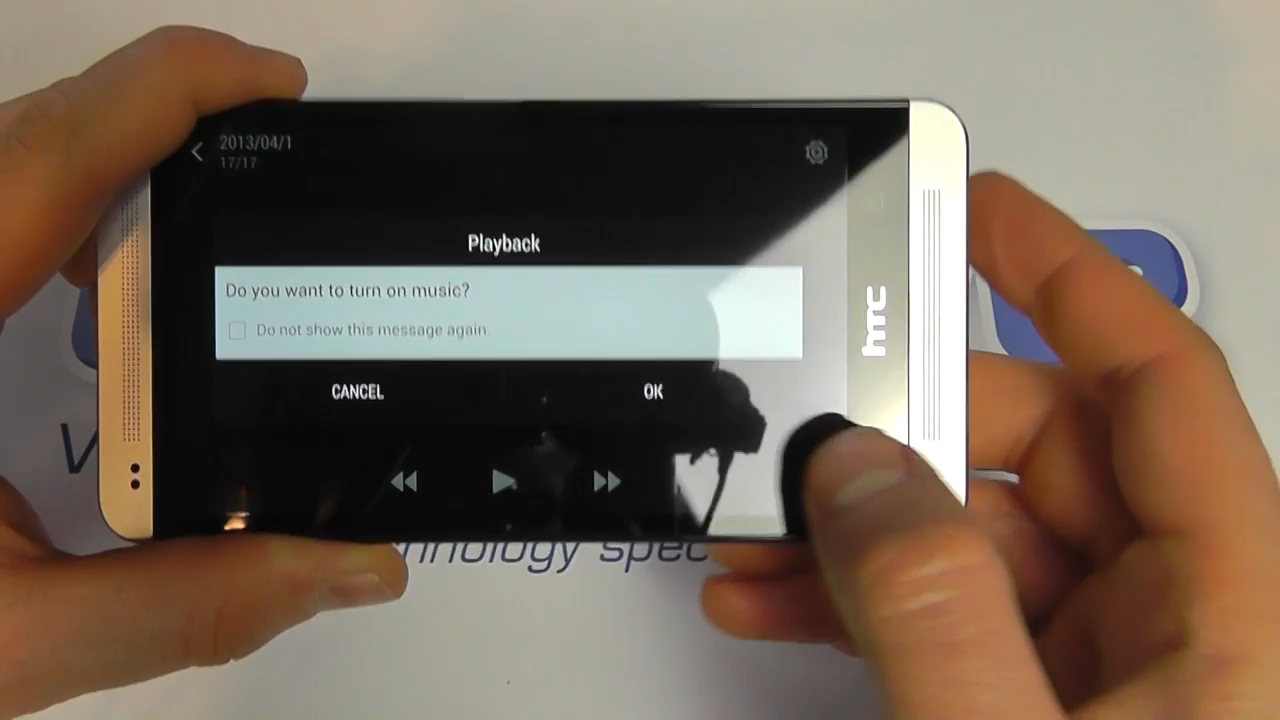 2013/04/1
17/17
Playback
Do you want to turn on music?
Do not show this message again.
CANCEL
OK
hTC
V
hnology spec